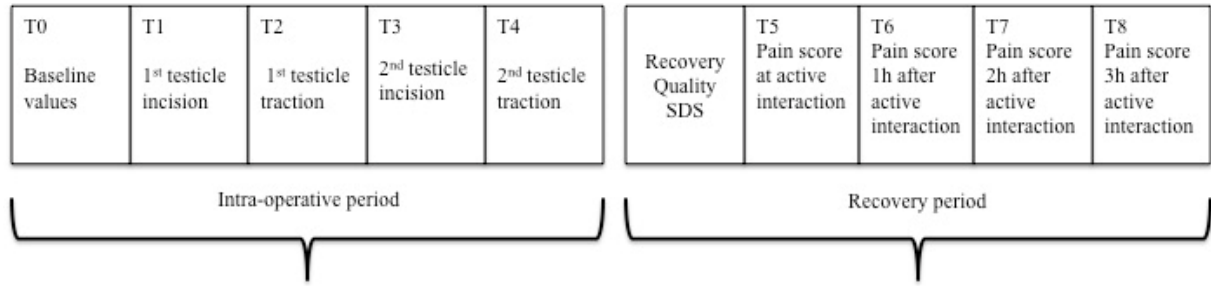 T0
Baseline
values
T1
1st testicle
incision
T2
1st testicle
traction
T3
2nd testicle
incision
T4
2nd testicle
traction
Recovery
Quality
SDS
T5
Pain score
at active
interaction
T6
Pain score
1h after
active
interaction
T7
Pain score
2h after
active
interaction
T8
Pain score
3h after
active
interaction
Intra-operative period
Recovery period